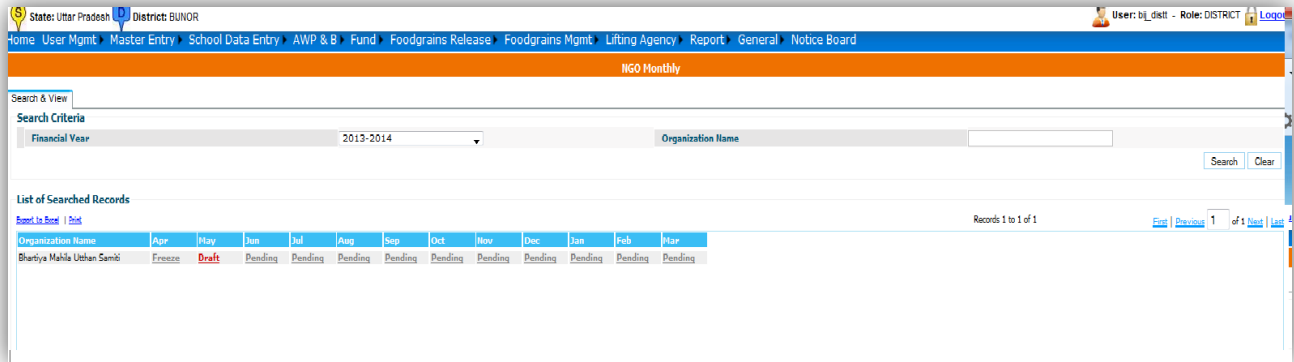 S State: Uttar Pradesh D District: BIJNOR User: bij_distt - Role: DISTRICT Logout
Home User Mgmt Master Entry School Data Entry AWP & B Fund Foodgrains Release Foodgrains Mgmt Lifting Agency Report General Notice Board
NGO Monthly
Search & View
Search Criteria
Financial Year 2013-2014 Organization Name
Search Clear
List of Searched Records
Export to Excel | Print Records 1 to 1 of 1 First | Previous 1 of 1 Next | Last
Organization Name Apr May Jun Jul Aug Sep Oct Nov Dec Jan Feb Mar
Bhartiya Mahila Utthan Samiti Freeze Draft Pending Pending Pending Pending Pending Pending Pending Pending Pending Pending